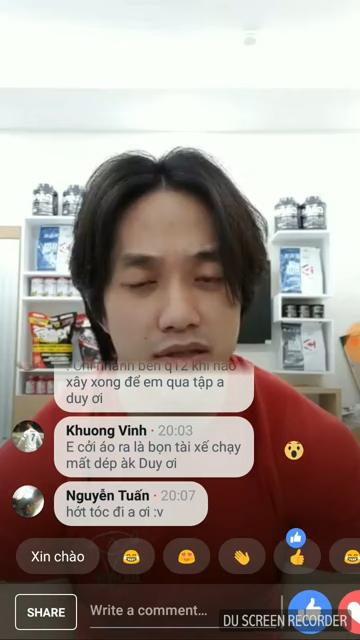 xây xong để em qua tập a
duy ơi
Khuong Vinh · 20:03
E cởi áo ra là bọn tài xế chạy
mất dép àk Duy ơi
Nguyễn Tuấn · 20:07
hớt tóc đi a ơi :v
Xin chào
SHARE
Write a comment…
DU SCREEN RECORDER